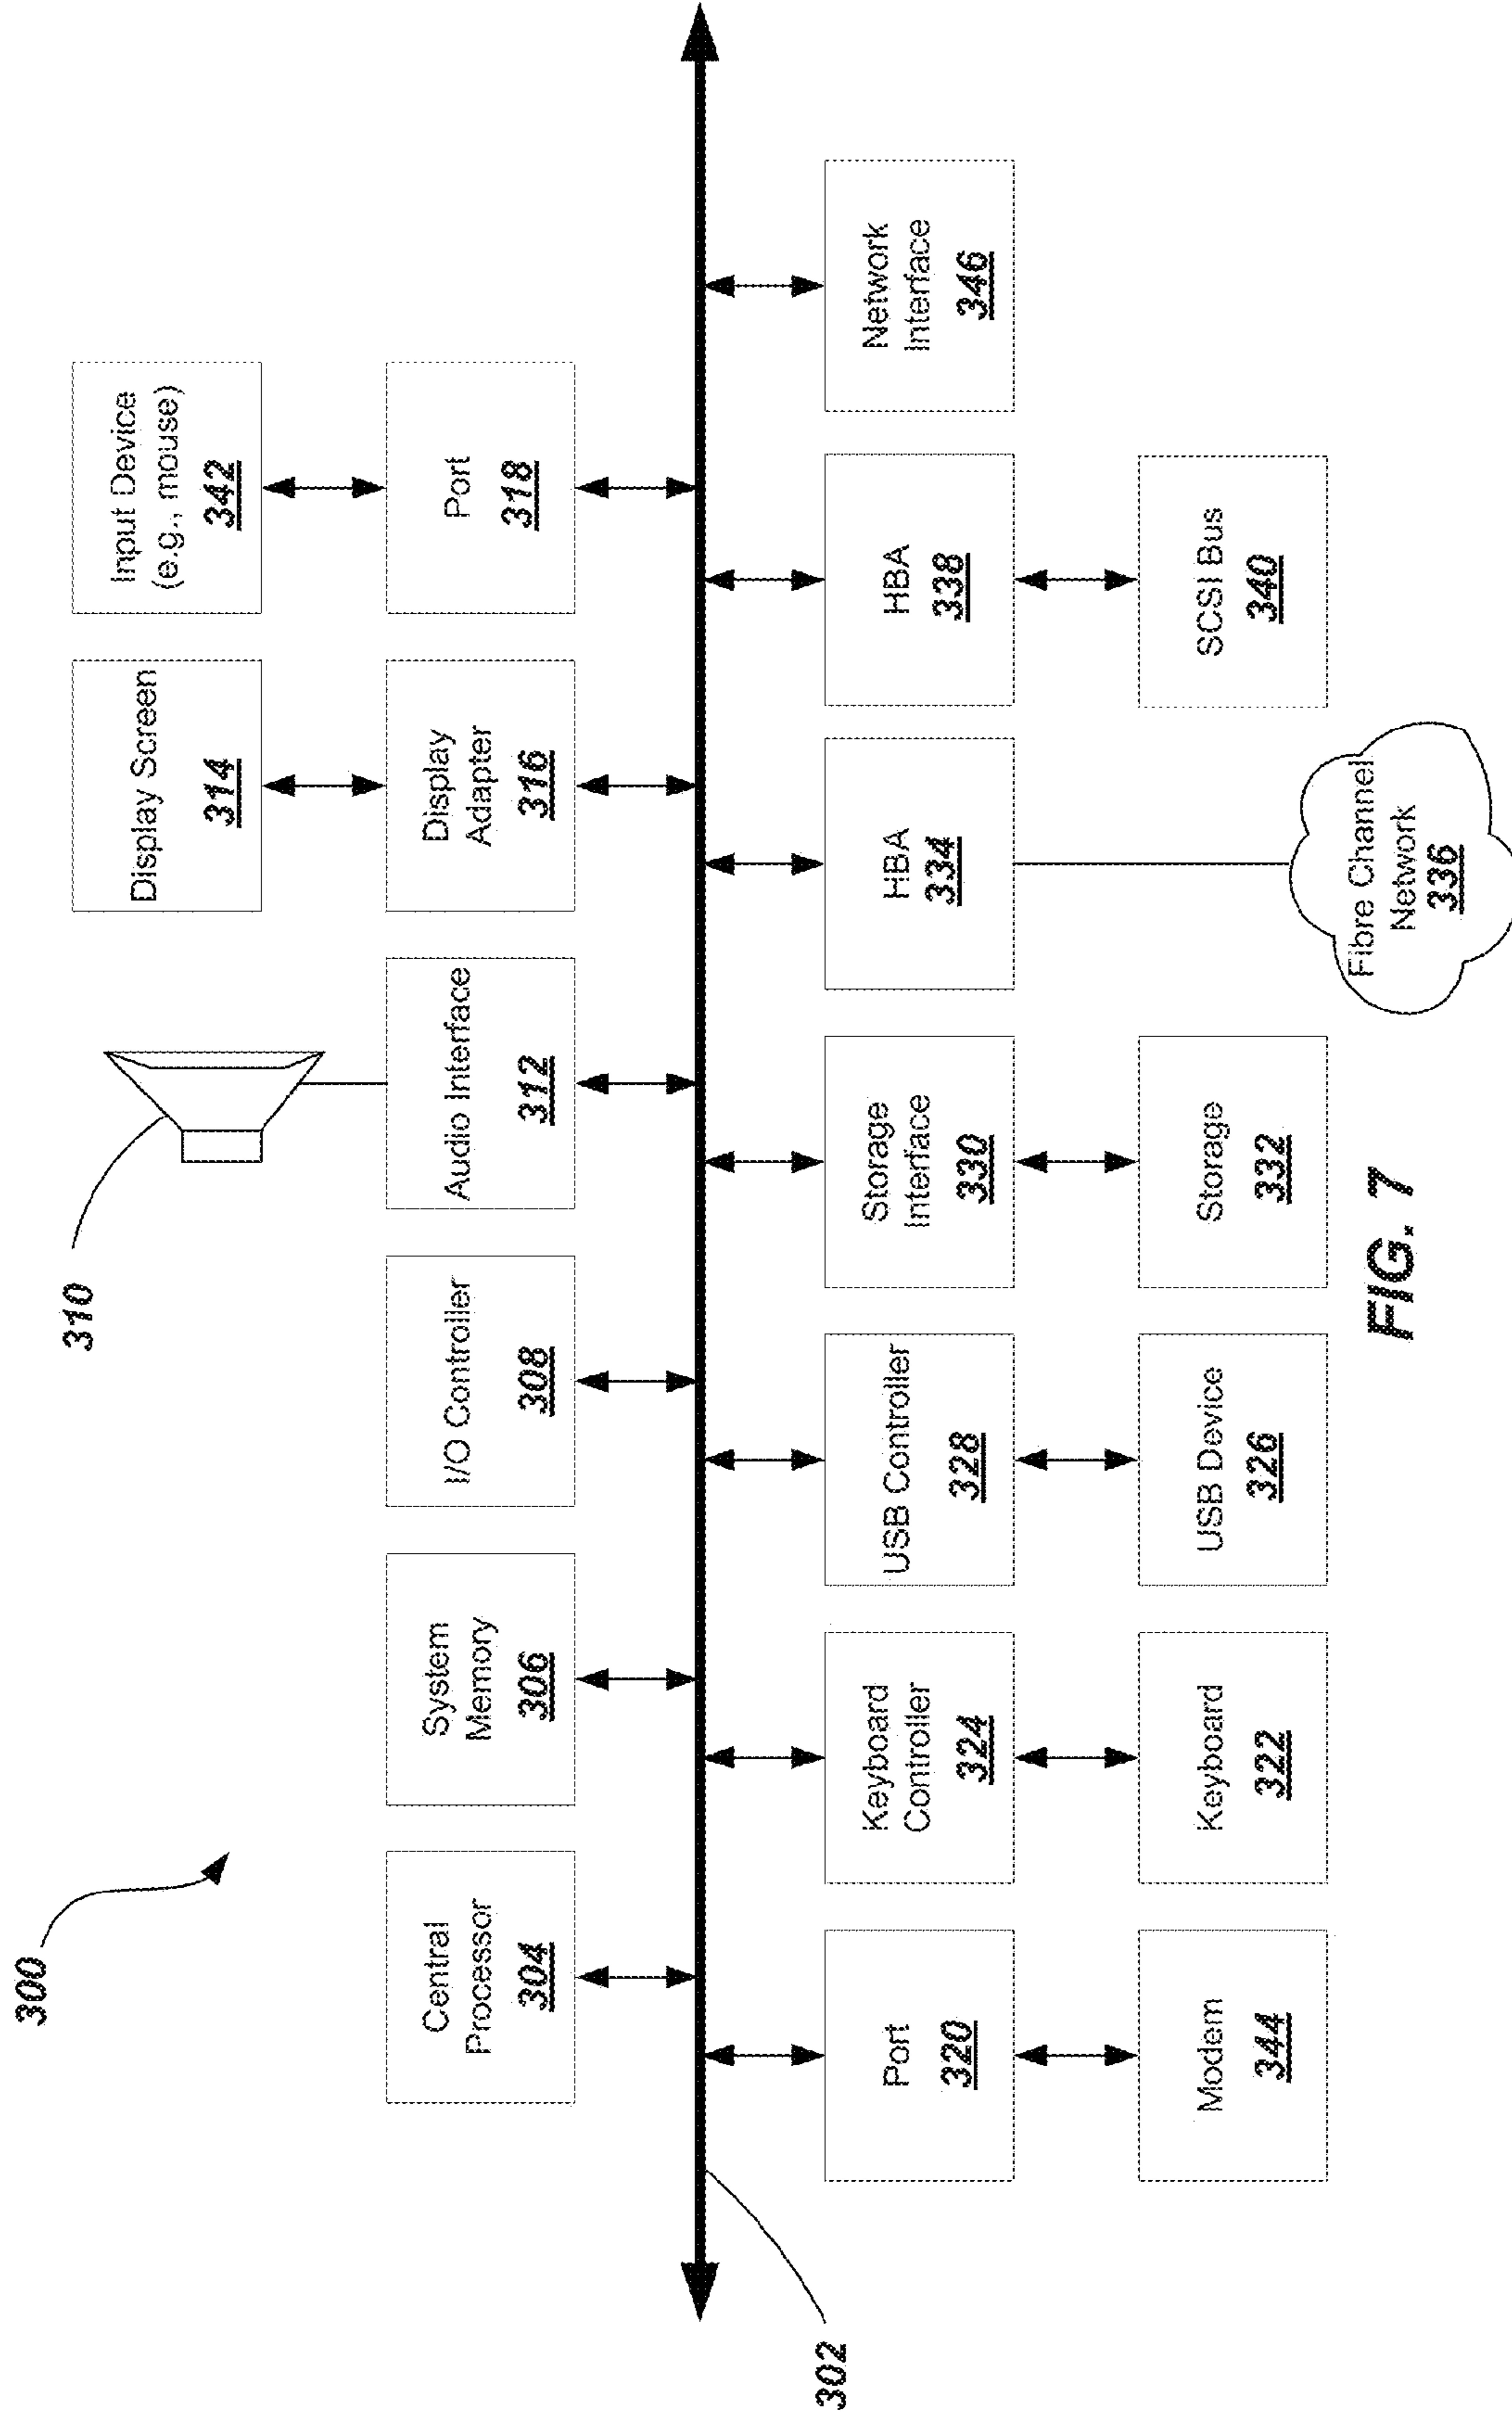 300
310
Display Screen
314
Input Device
(e.g., mouse)
342
Central
Processor
304
System
Memory
306
I/O Controller
308
Audio Interface
312
Display
Adapter
316
Port
318
302
Port
320
Keyboard
Controller
324
USB Controller
328
Storage
Interface
330
HBA
334
HBA
338
Network
Interface
346
Modem
344
Keyboard
322
USB Device
326
Storage
332
Fibre Channel
Network
336
SCSI Bus
340
FIG. 7